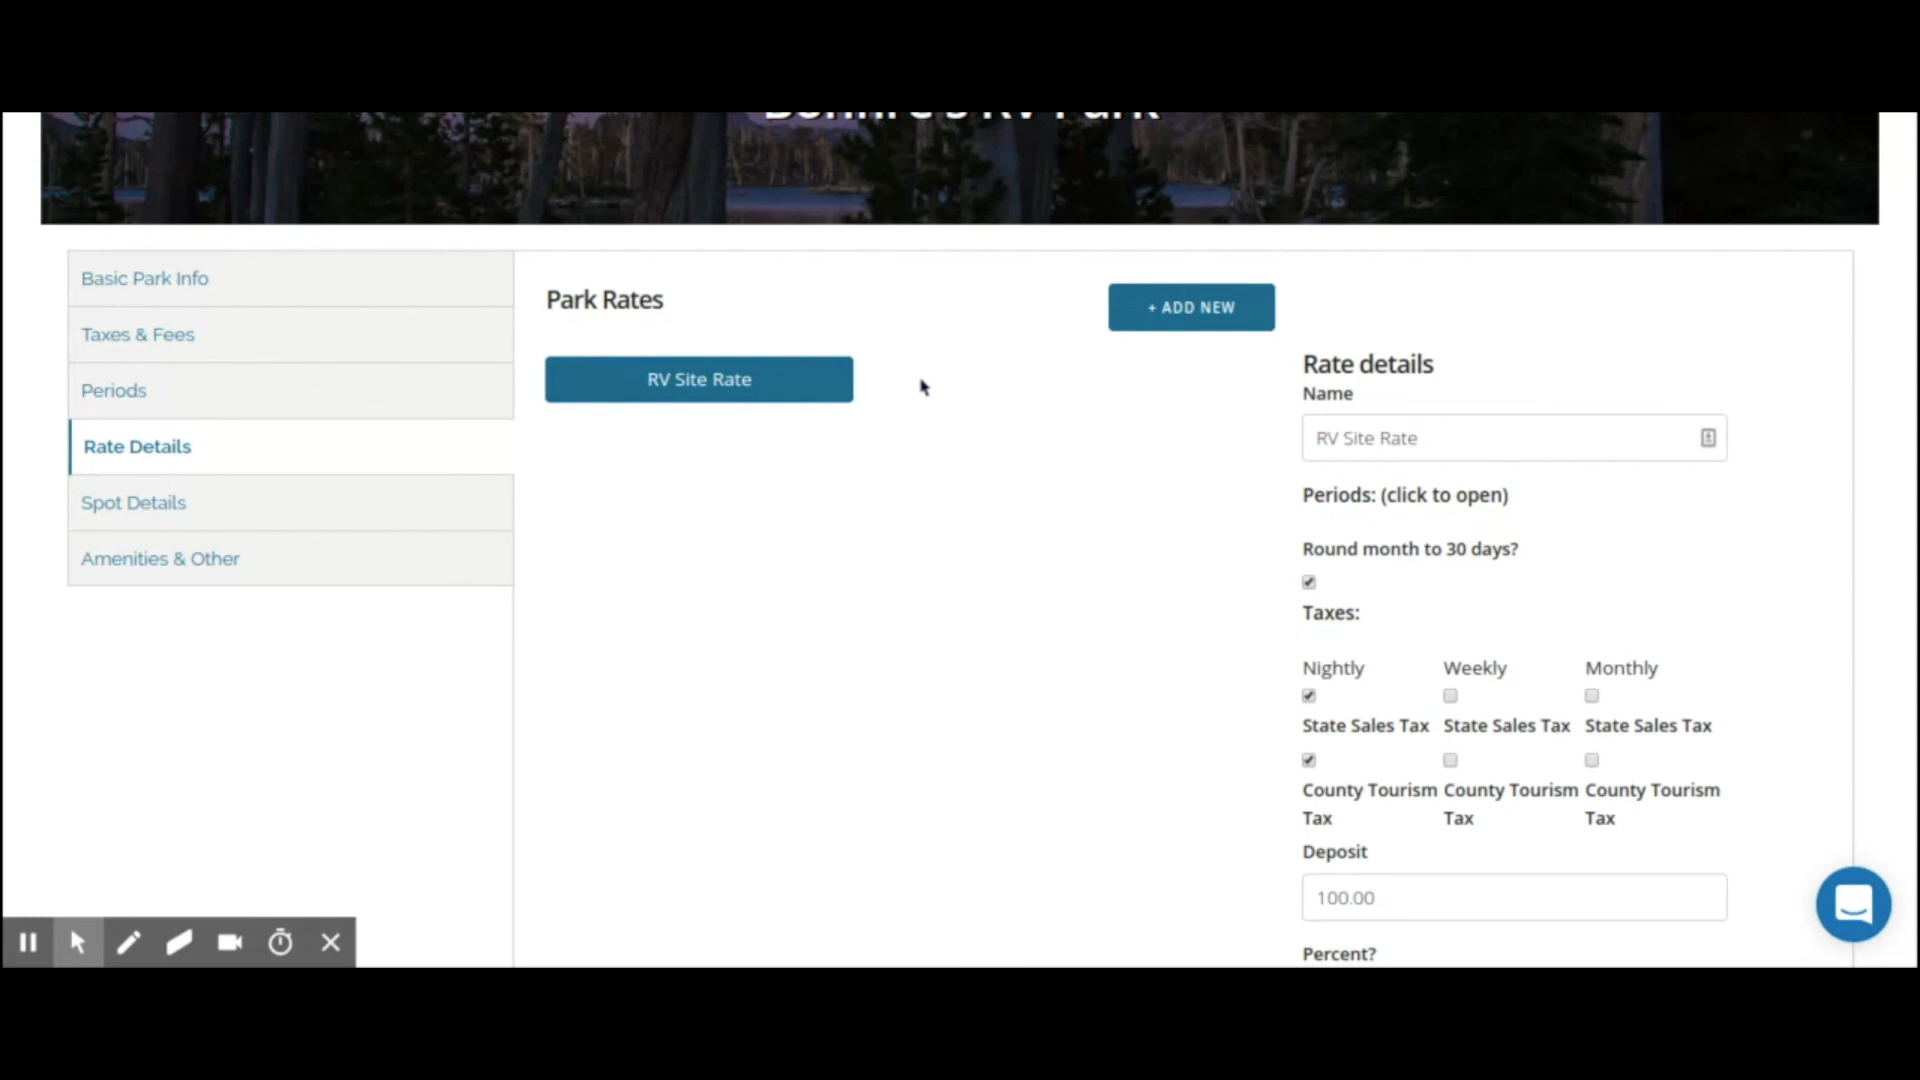 Bonfire's RV Park
Basic Park Info
Taxes & Fees
Periods
Rate Details
Spot Details
Amenities & Other
Park Rates
+ ADD NEW
RV Site Rate
Rate details
Name
RV Site Rate
Periods: (click to open)
Round month to 30 days?
Taxes:
Nightly Weekly Monthly
State Sales Tax State Sales Tax State Sales Tax
County Tourism County Tourism County Tourism
Tax Tax Tax
Deposit
100.00
Percent?